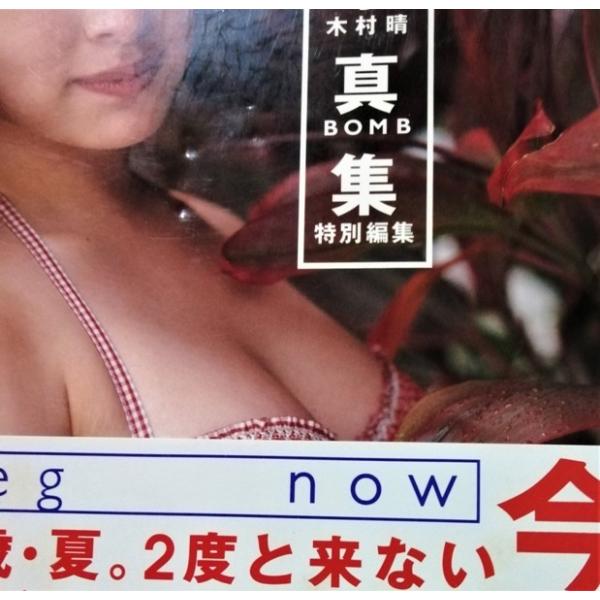 木村晴
真
BOMB
集
特別編集
eg now
今
歳・夏。2度と来ない